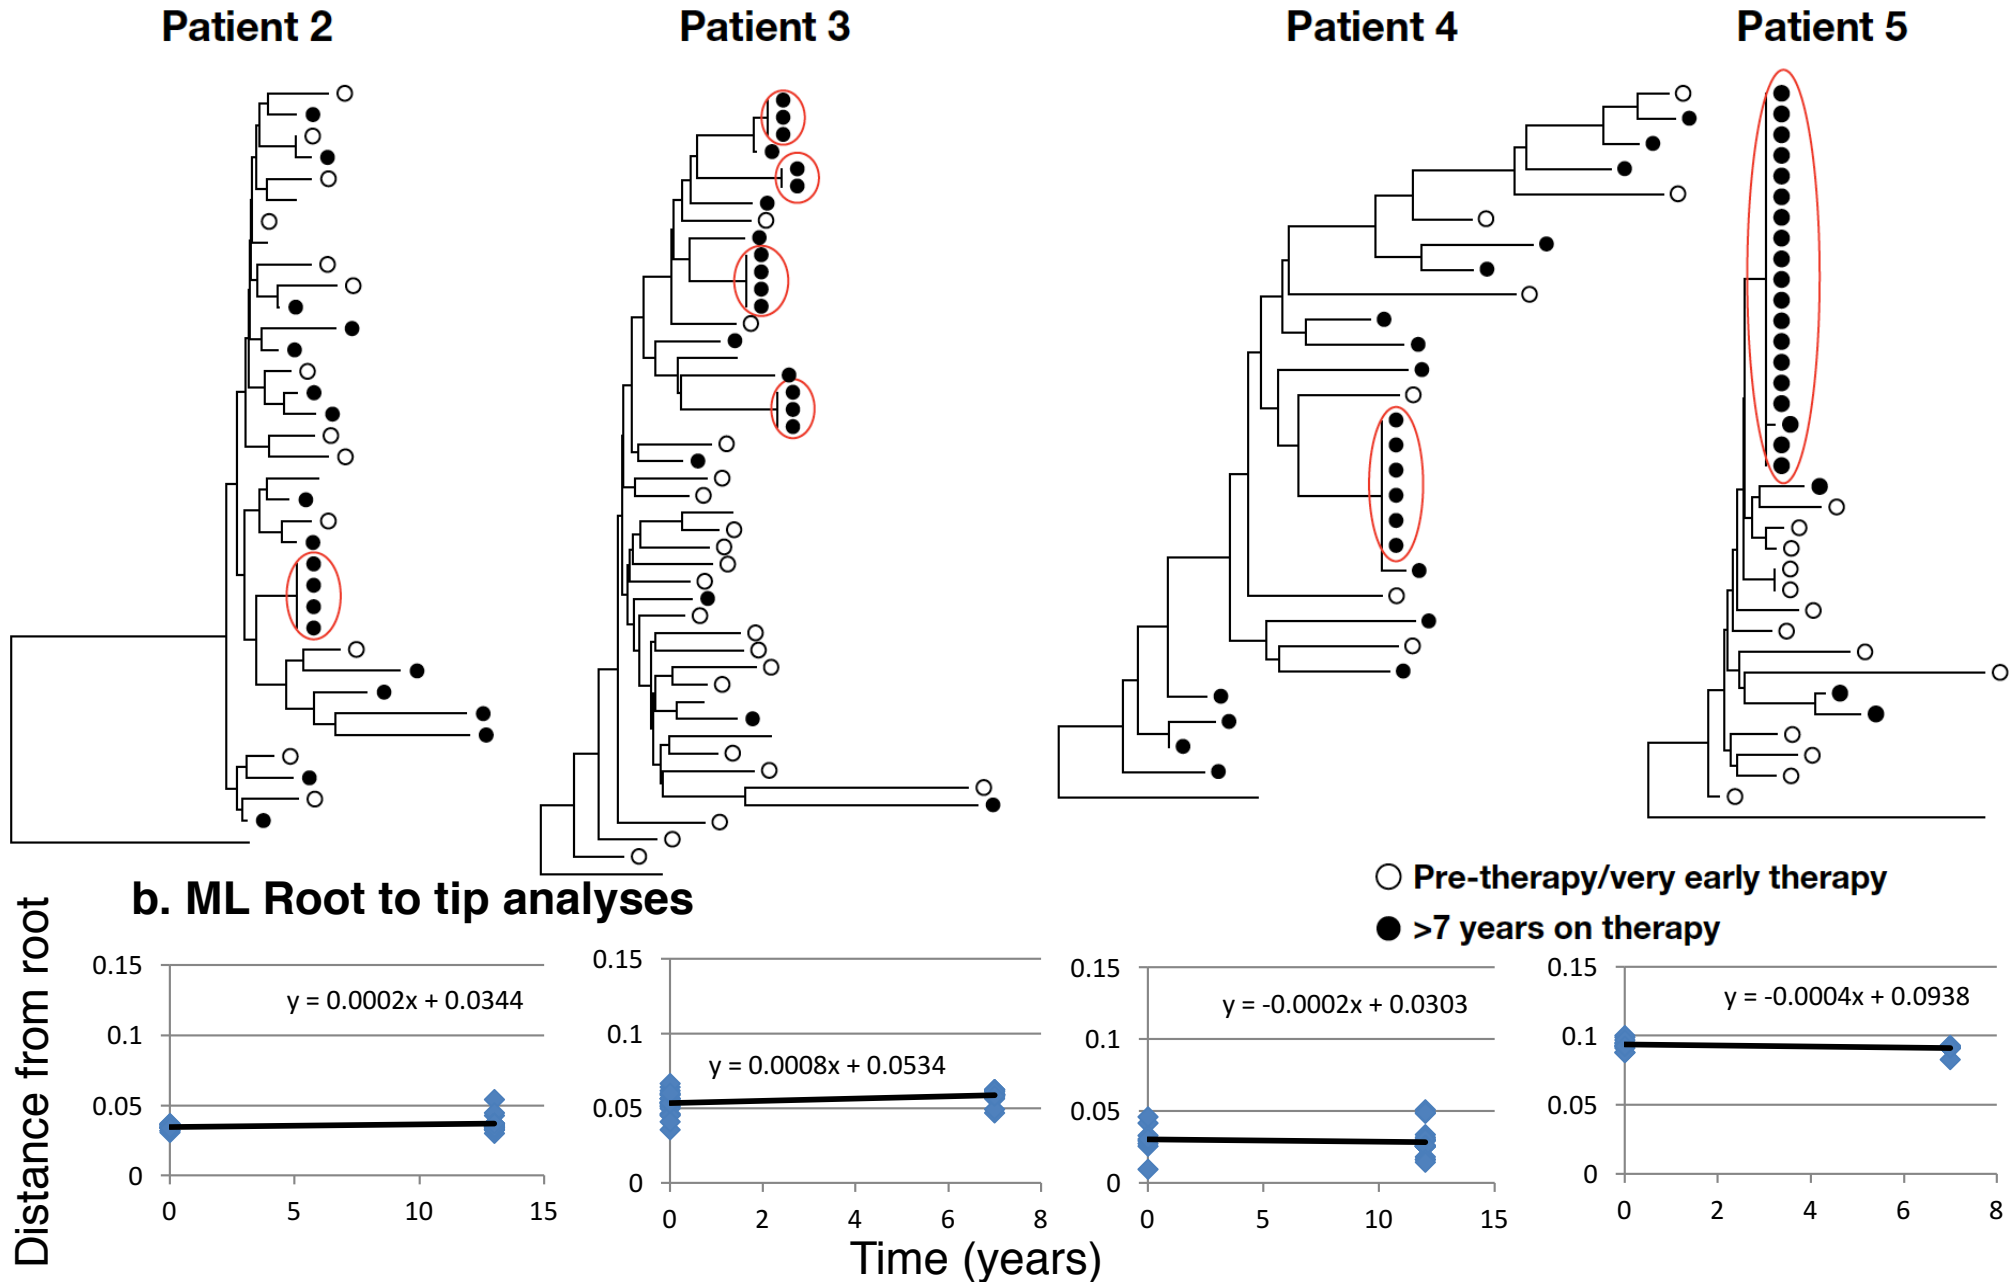 Patient 2 Patient 3 Patient 4 Patient 5
Pre-therapy/very early therapy
>7 years on therapy
b. ML Root to tip analyses
Distance from root
0.15
0.1
0.05
0
y = 0.0002x + 0.0344
0 5 10 15
0.15
0.1
0.05
0
y = 0.0008x + 0.0534
0 2 4 6 8
0.15
0.1
0.05
0
y = -0.0002x + 0.0303
0 5 10 15
0.15
0.1
0.05
0
y = -0.0004x + 0.0938
0 2 4 6 8
Time (years)